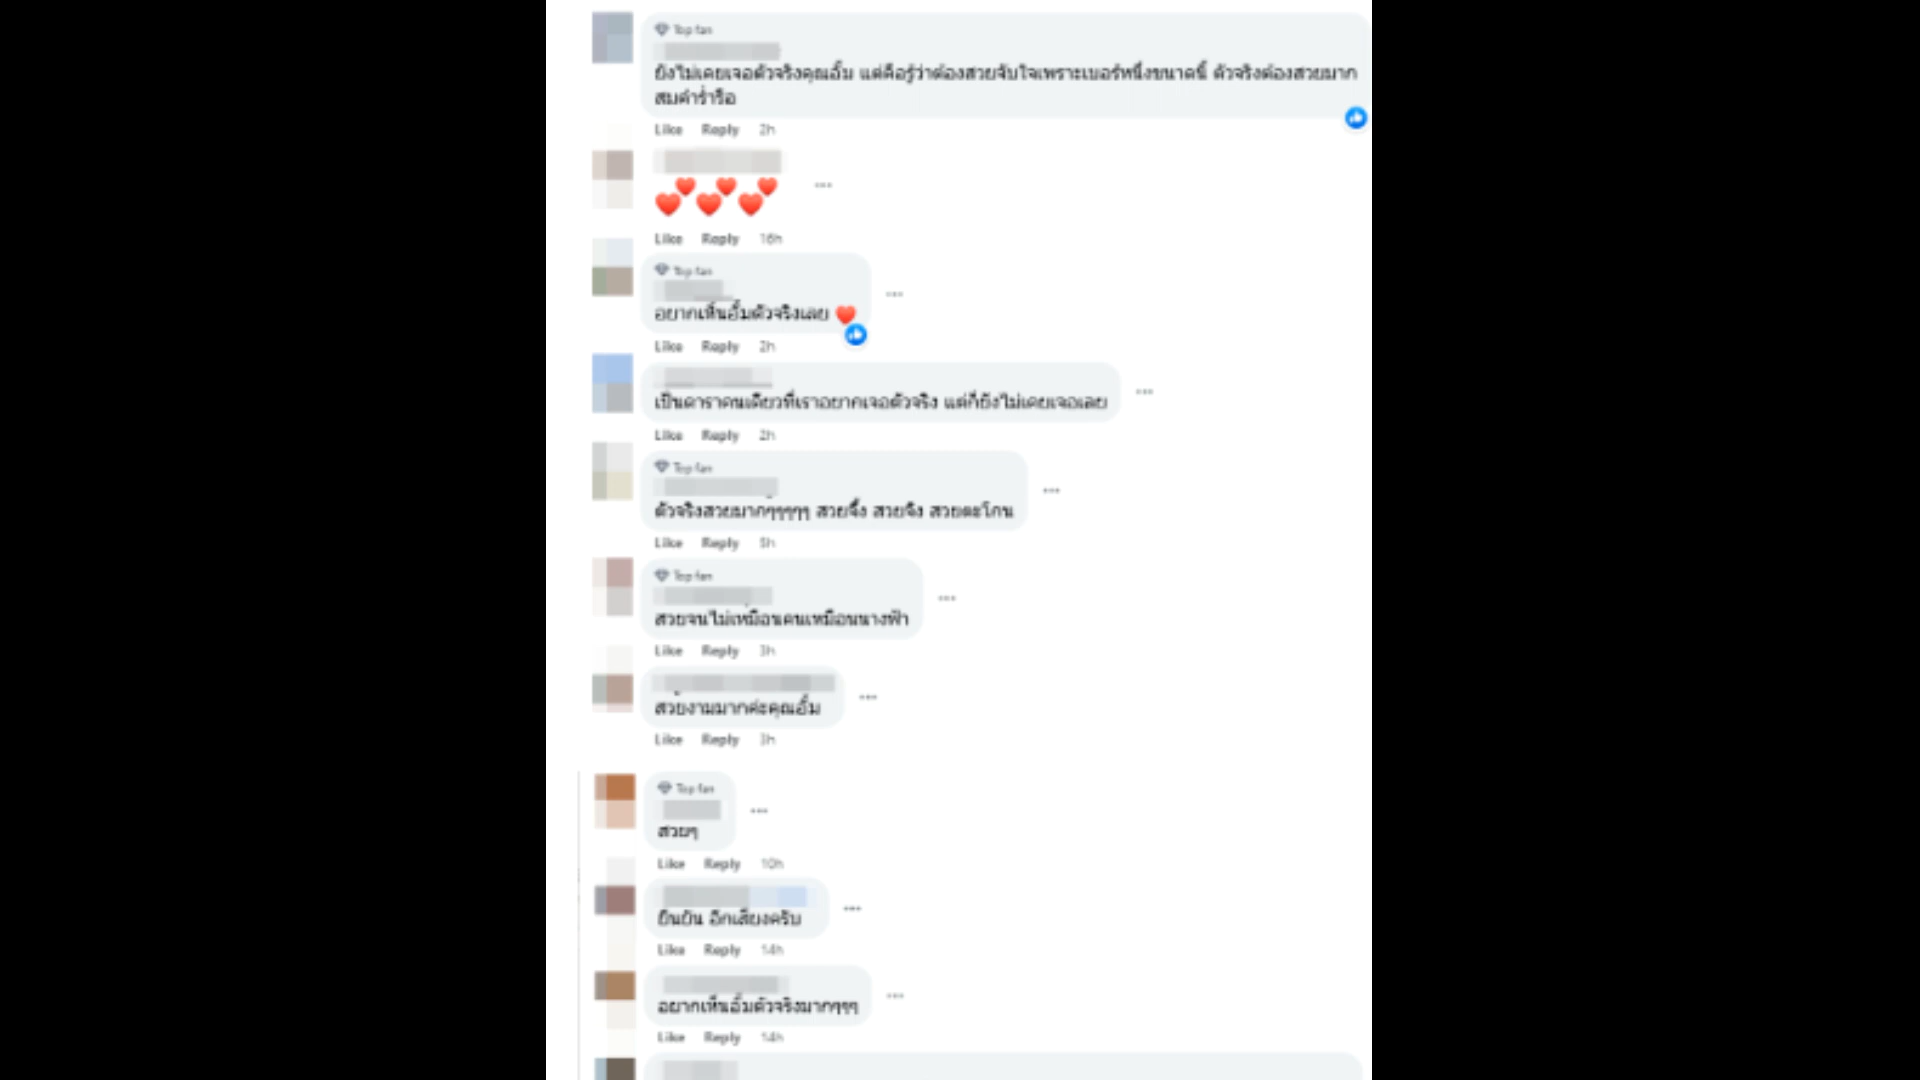 Top fan
ยังไม่เคยเจอตัวจริงคุณอั้ม แต่คือรู้ว่าต้องสวยจับใจเพราะเบอร์หนึ่งขนาดนี้ ตัวจริงต้องสวยมาก
สมคำร่ำรือ
Like Reply 2h
Like Reply 16h
Top fan
อยากเห็นอั้มตัวจริงเลย
Like Reply 2h
เป็นดาราคนเดียวที่เราอยากเจอตัวจริง แต่ก็ยังไม่เคยเจอเลย
Like Reply 2h
Top fan
ตัวจริงสวยมากๆๆๆๆๆ สวยจึ้ง สวยจึง สวยตะโกน
Like Reply 5h
Top fan
สวยจนไม่เหมือนคนเหมือนนางฟ้า
Like Reply 3h
สวยงามมากค่ะคุณอั้ม
Like Reply 3h
Top fan
สวยๆ
Like Reply 10h
ยืนยัน อีกเสียงครับ
Like Reply 14h
อยากเห็นอั้มตัวจริงมากๆๆๆ
Like Reply 14h